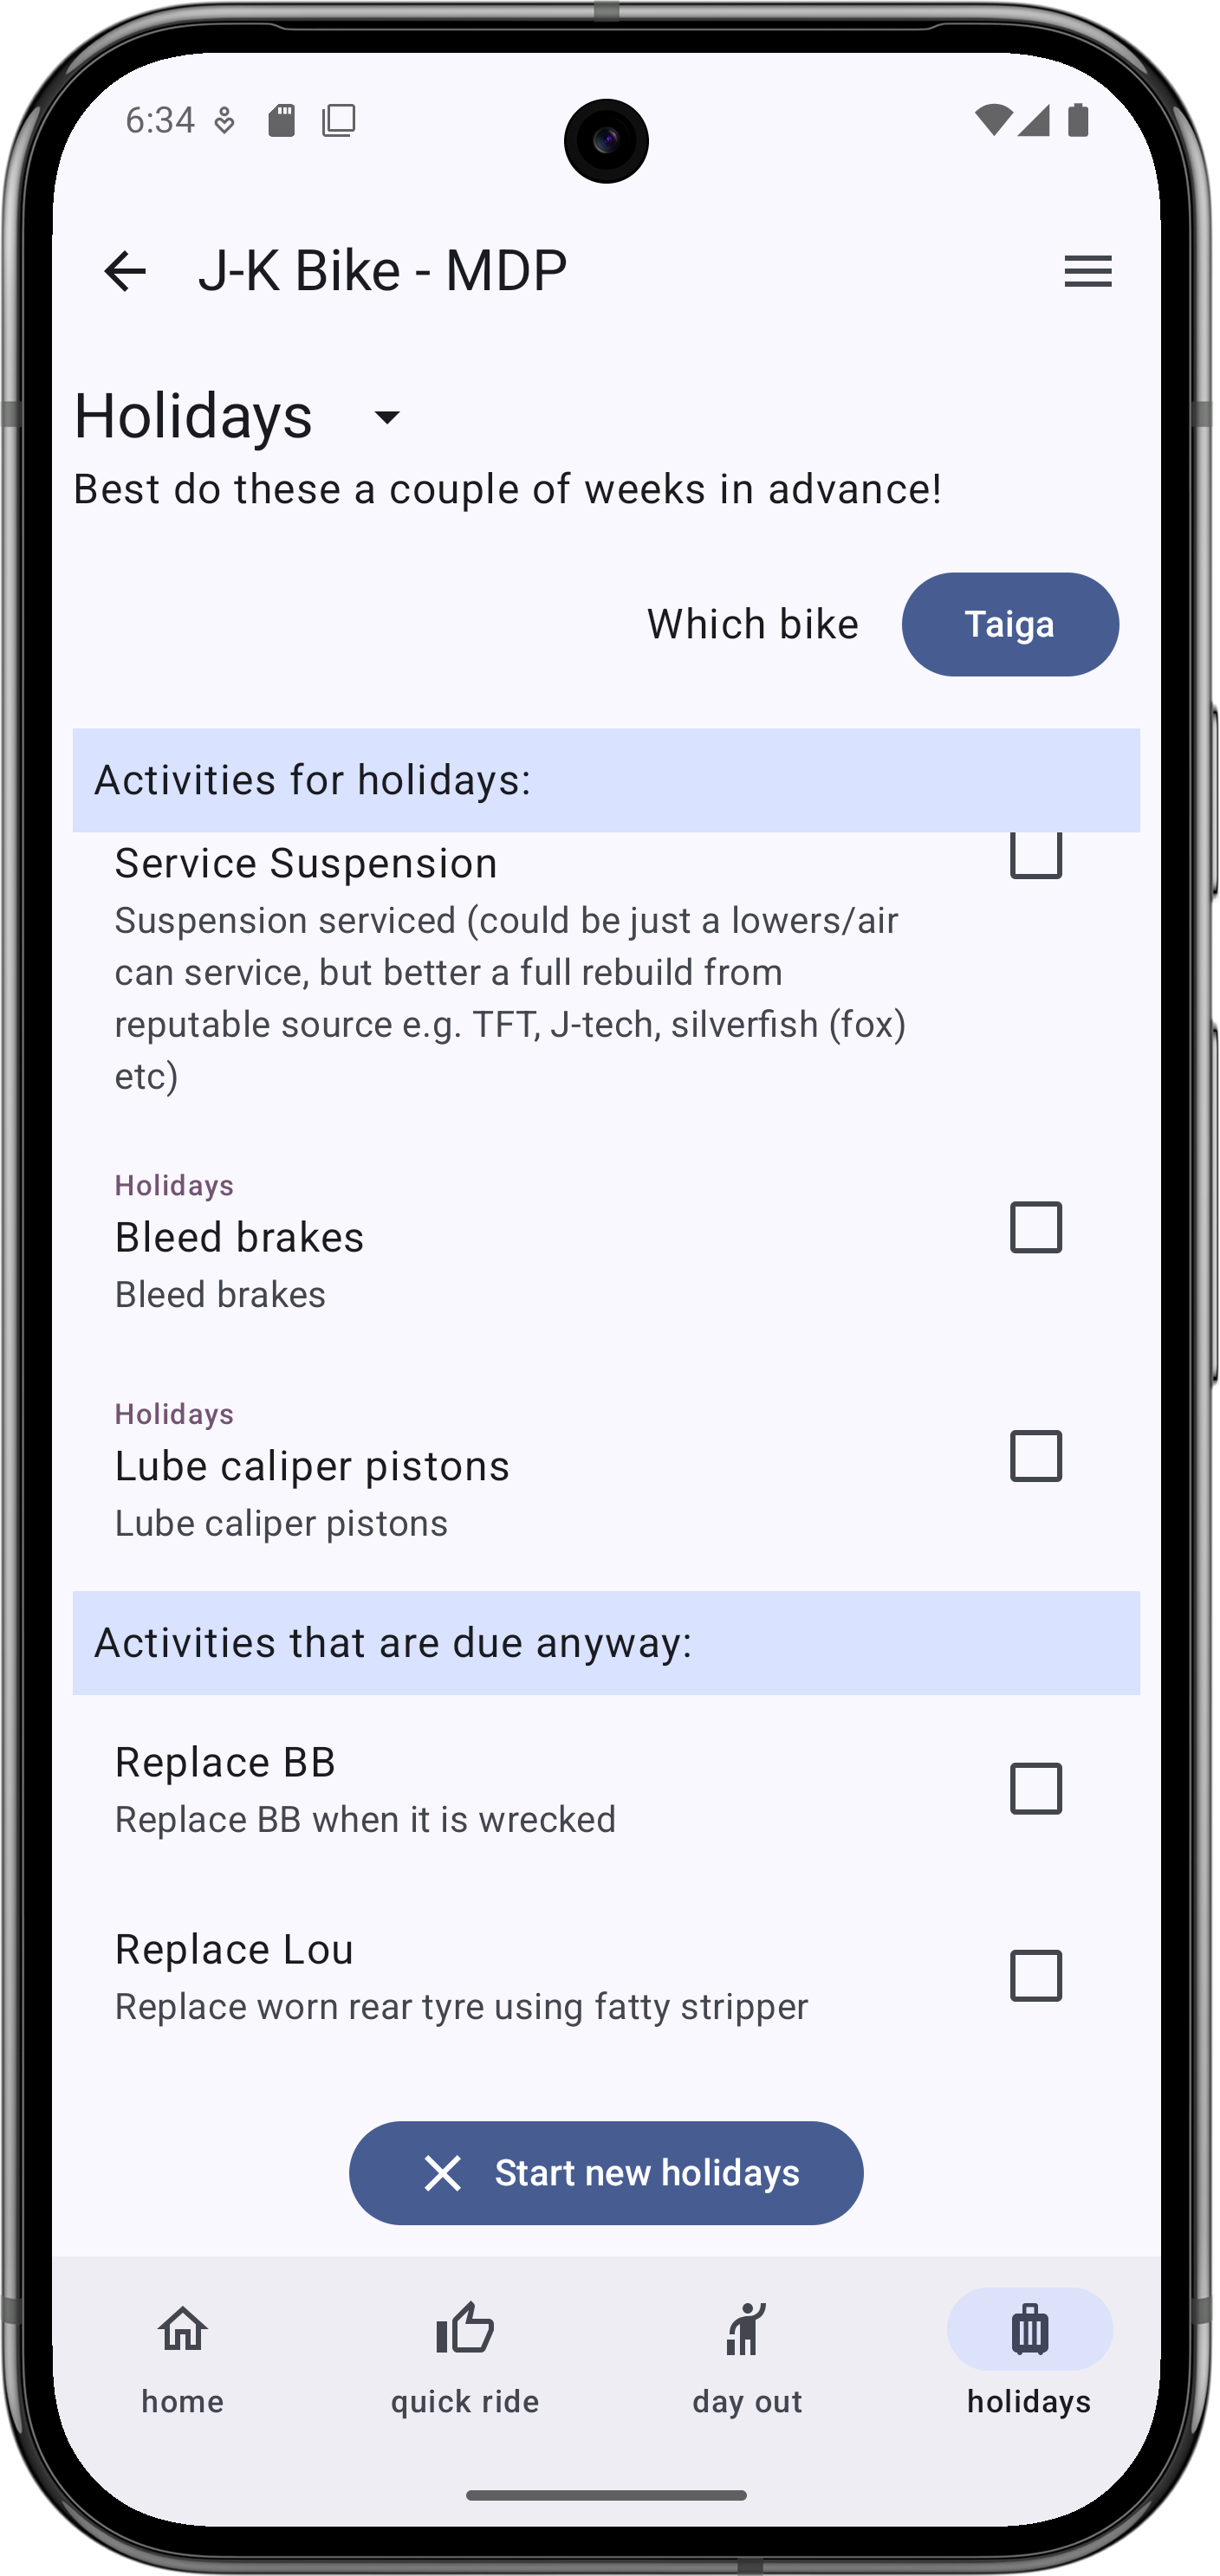 6:34
J-K Bike - MDP
Holidays
Best do these a couple of weeks in advance!
Which bike
Taiga
Activities for holidays:
Service Suspension
Suspension serviced (could be just a lowers/air
can service, but better a full rebuild from
reputable source e.g. TFT, J-tech, silverfish (fox)
etc)
Holidays
Bleed brakes
Bleed brakes
Holidays
Lube caliper pistons
Lube caliper pistons
Activities that are due anyway:
Replace BB
Replace BB when it is wrecked
Replace Lou
Replace worn rear tyre using fatty stripper
Start new holidays
home
quick ride
day out
holidays